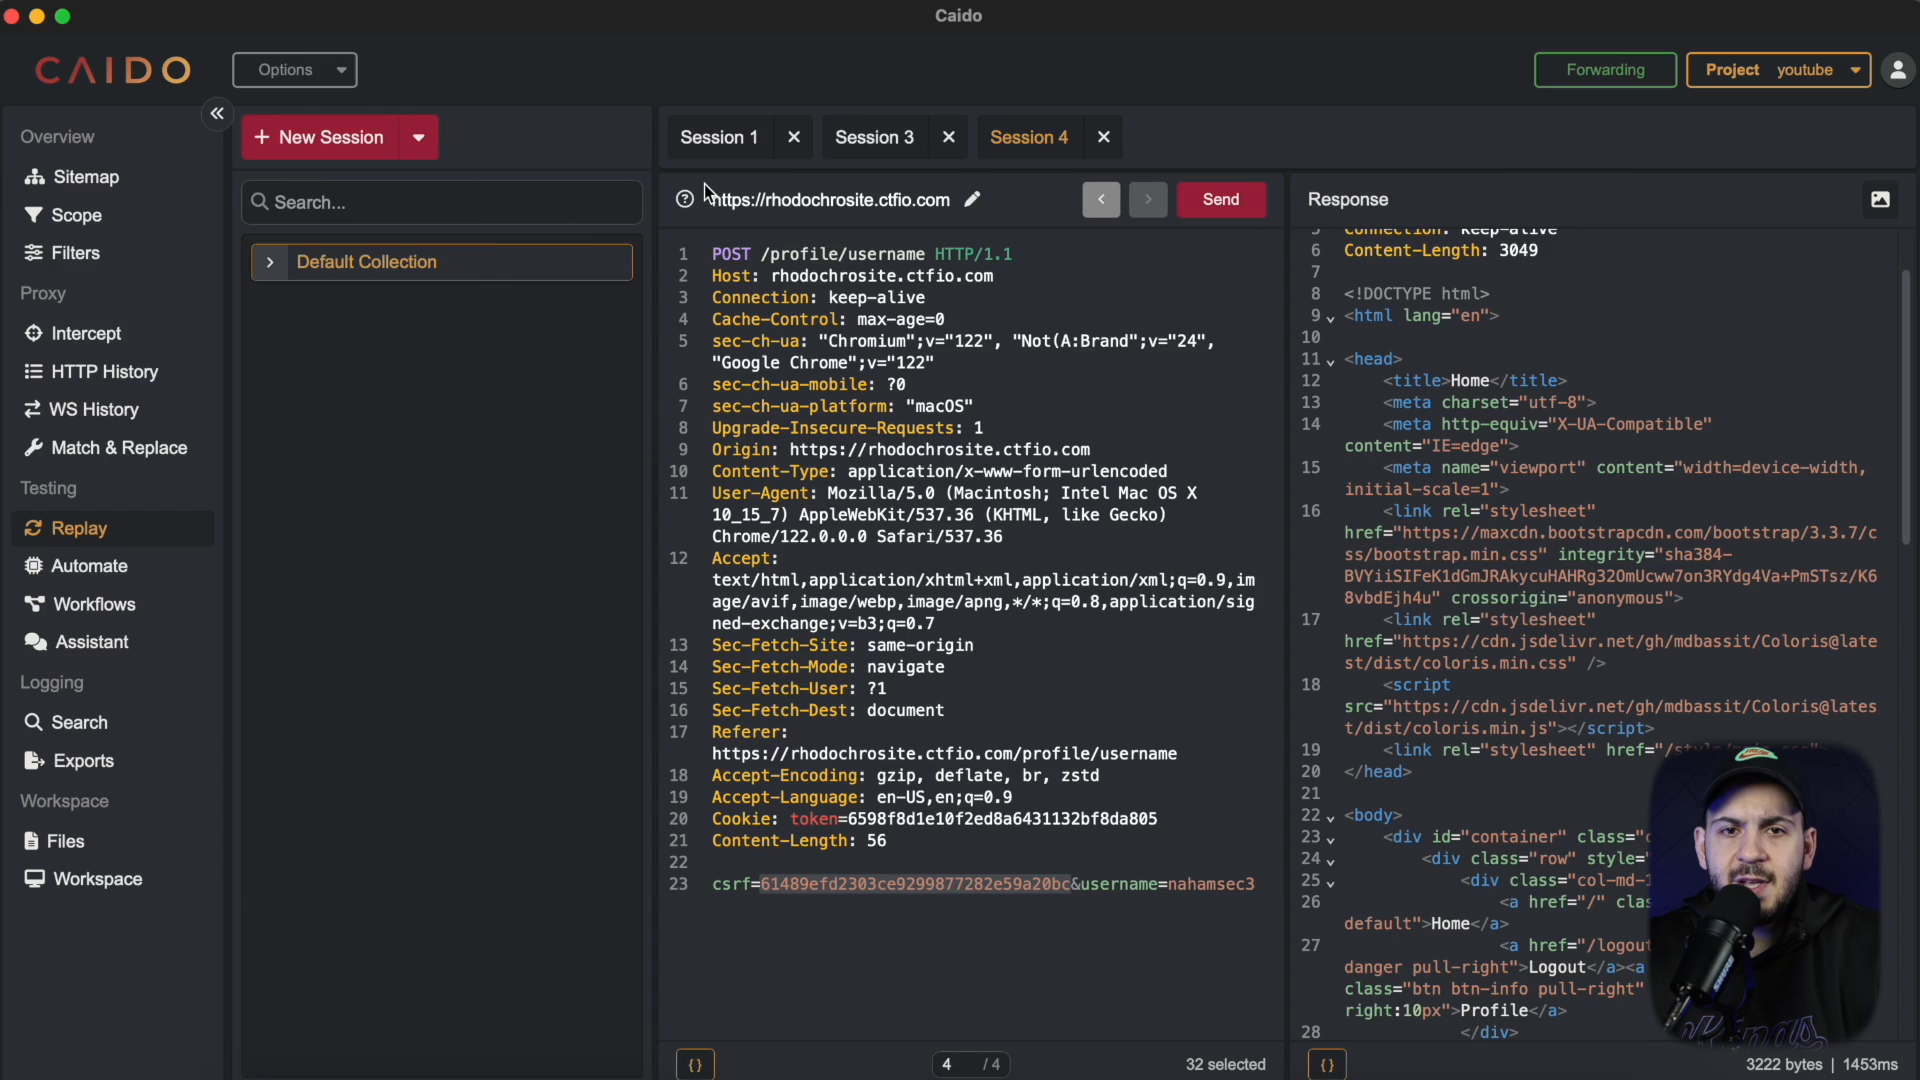 Caido
CAIDO
Options
Forwarding
Project youtube
Overview
Sitemap
Scope
Filters
Proxy
Intercept
HTTP History
WS History
Match & Replace
Testing
Replay
Automate
Workflows
Assistant
Logging
Search
Exports
Workspace
Files
Workspace
+ New Session
Search...
Default Collection
Session 1
Session 3
Session 4
https://rhodochrosite.ctfio.com
Send
1 POST /profile/username HTTP/1.1
2 Host: rhodochrosite.ctfio.com
3 Connection: keep-alive
4 Cache-Control: max-age=0
5 sec-ch-ua: "Chromium";v="122", "Not(A:Brand";v="24",
"Google Chrome";v="122"
6 sec-ch-ua-mobile: ?0
7 sec-ch-ua-platform: "macOS"
8 Upgrade-Insecure-Requests: 1
9 Origin: https://rhodochrosite.ctfio.com
10 Content-Type: application/x-www-form-urlencoded
11 User-Agent: Mozilla/5.0 (Macintosh; Intel Mac OS X
10_15_7) AppleWebKit/537.36 (KHTML, like Gecko)
Chrome/122.0.0.0 Safari/537.36
12 Accept:
text/html,application/xhtml+xml,application/xml;q=0.9,im
age/avif,image/webp,image/apng,*/*;q=0.8,application/sig
ned-exchange;v=b3;q=0.7
13 Sec-Fetch-Site: same-origin
14 Sec-Fetch-Mode: navigate
15 Sec-Fetch-User: ?1
16 Sec-Fetch-Dest: document
17 Referer:
https://rhodochrosite.ctfio.com/profile/username
18 Accept-Encoding: gzip, deflate, br, zstd
19 Accept-Language: en-US,en;q=0.9
20 Cookie: token=6598f8d1e10f2ed8a6431132bf8da805
21 Content-Length: 56
22
23 csrf=61489efd2303ce9299877282e59a20bc&username=nahamsec3
{} 4 / 4 32 selected
Response
5 Connection: keep-alive
6 Content-Length: 3049
7
8 <!DOCTYPE html>
9 <html lang="en">
10
11 <head>
12 <title>Home</title>
13 <meta charset="utf-8">
14 <meta http-equiv="X-UA-Compatible"
content="IE=edge">
15 <meta name="viewport" content="width=device-width,
initial-scale=1">
16 <link rel="stylesheet"
href="https://maxcdn.bootstrapcdn.com/bootstrap/3.3.7/c
ss/bootstrap.min.css" integrity="sha384-
BVYiiSIFeK1dGmJRAkycuHAHRg32OmUcww7on3RYdg4Va+PmSTsz/K6
8vbdEjh4u" crossorigin="anonymous">
17 <link rel="stylesheet"
href="https://cdn.jsdelivr.net/gh/mdbassit/Coloris@late
st/dist/coloris.min.css" />
18 <script
src="https://cdn.jsdelivr.net/gh/mdbassit/Coloris@lates
t/dist/coloris.min.js"></script>
19 <link rel="stylesheet" href="/style
20 </head>
21
22 <body>
23 <div id="container" class="c
24 <div class="row" style="
25 <div class="col-md-1
26 <a href="/" clas
default">Home</a>
27 <a href="/logout
danger pull-right">Logout</a><a
class="btn btn-info pull-right"
right:10px">Profile</a>
28 </div>
{} 3222 bytes | 1453ms
SHURE